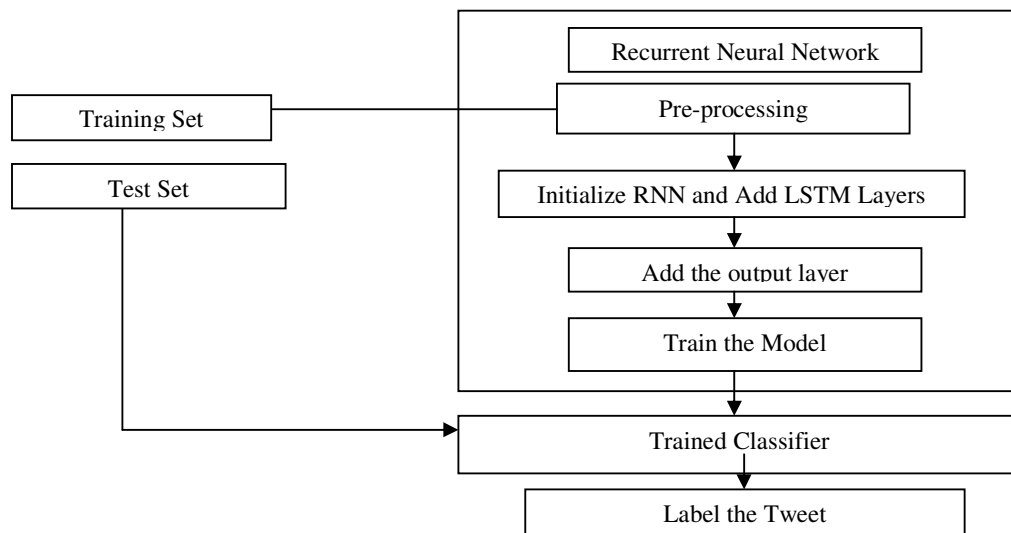 Recurrent Neural Network
Training Set
Pre-processing
Test Set
Initialize RNN and Add LSTM Layers
Add the output layer
Train the Model
Trained Classifier
Label the Tweet